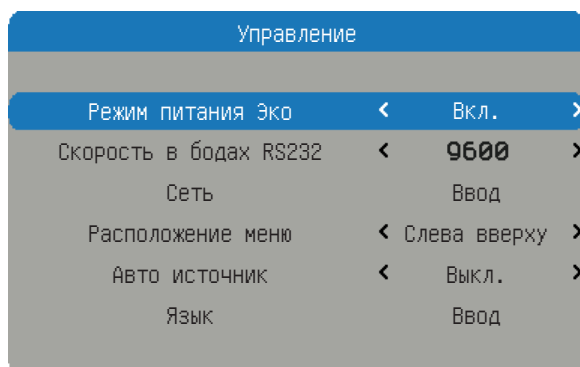 Управление
Режим питания Эко < Вкл. >
Скорость в бодах RS232 < 9600 >
Сеть Ввод
Расположение меню < Слева вверху >
Авто источник < Выкл. >
Язык Ввод